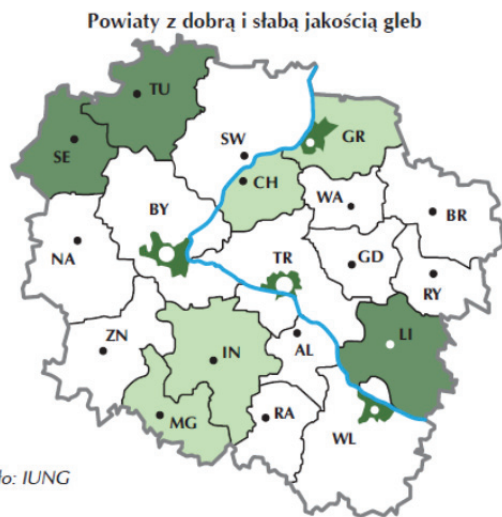 Powiaty z dobrą i słabą jakością gleb
TU
SE
SW
GR
CH
WA
BY
BR
NA
TR
GD
RY
ZN
LI
IN
AL
MG
RA
WL
lo: IUNG